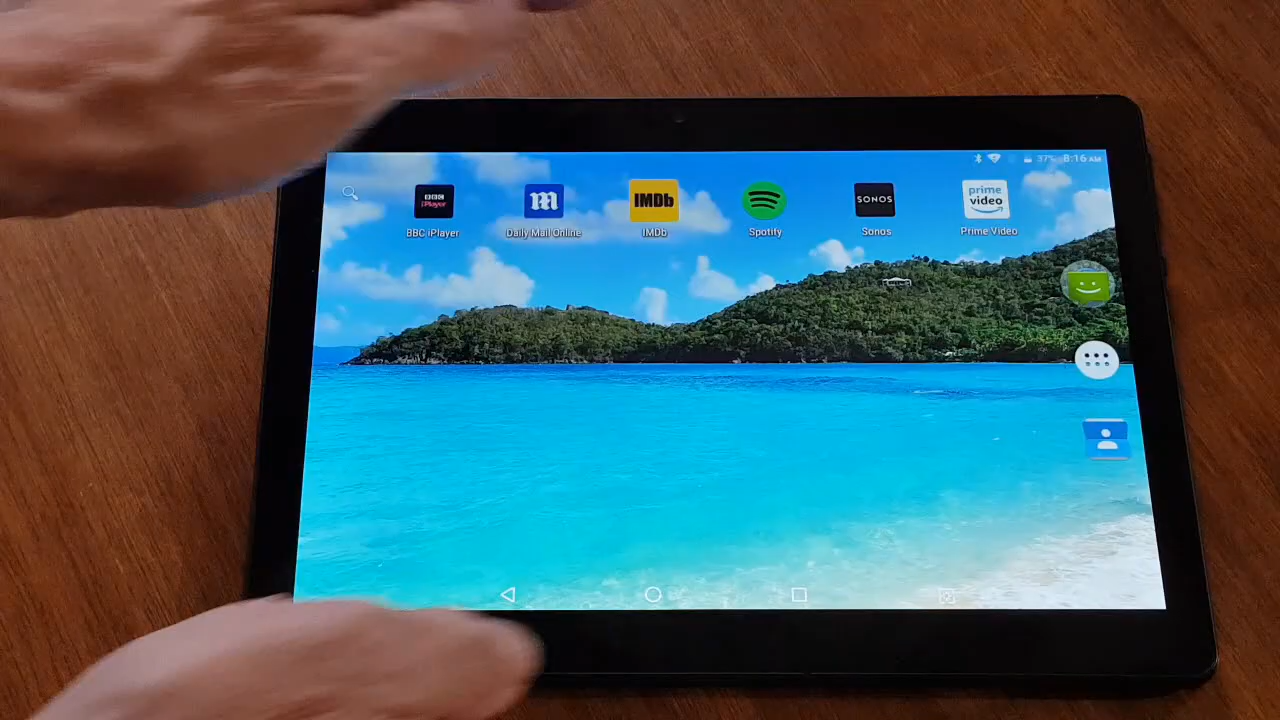 37% 8:16 AM
BBC
iPlayer
m
IMDb
SONOS
prime
video
BBC iPlayer
Daily Mail Online
IMDb
Spotify
Sonos
Prime Video